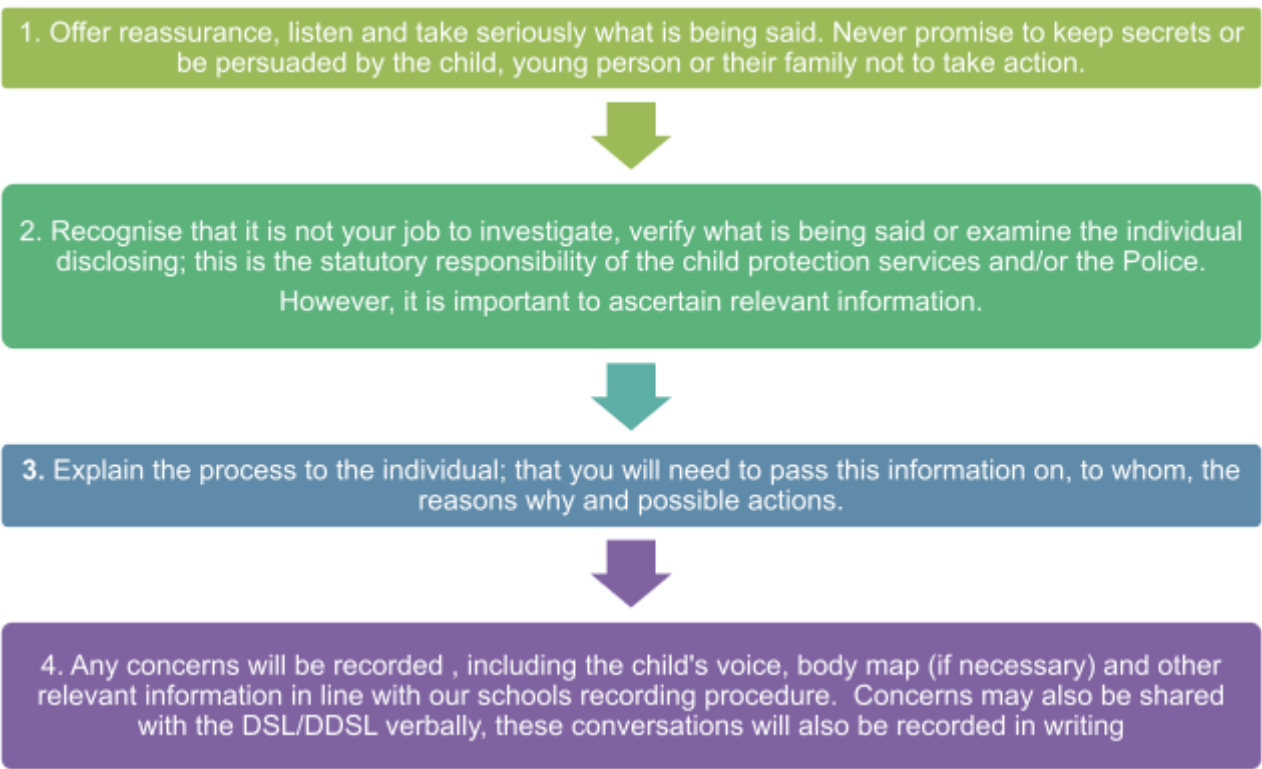 1. Offer reassurance, listen and take seriously what is being said. Never promise to keep secrets or
be persuaded by the child, young person or their family not to take action.
2. Recognise that it is not your job to investigate, verify what is being said or examine the individual
disclosing; this is the statutory responsibility of the child protection services and/or the Police.
However, it is important to ascertain relevant information.
3. Explain the process to the individual; that you will need to pass this information on, to whom, the
reasons why and possible actions.
4. Any concerns will be recorded , including the child's voice, body map (if necessary) and other
relevant information in line with our schools recording procedure.  Concerns may also be shared
with the DSL/DDSL verbally, these conversations will also be recorded in writing